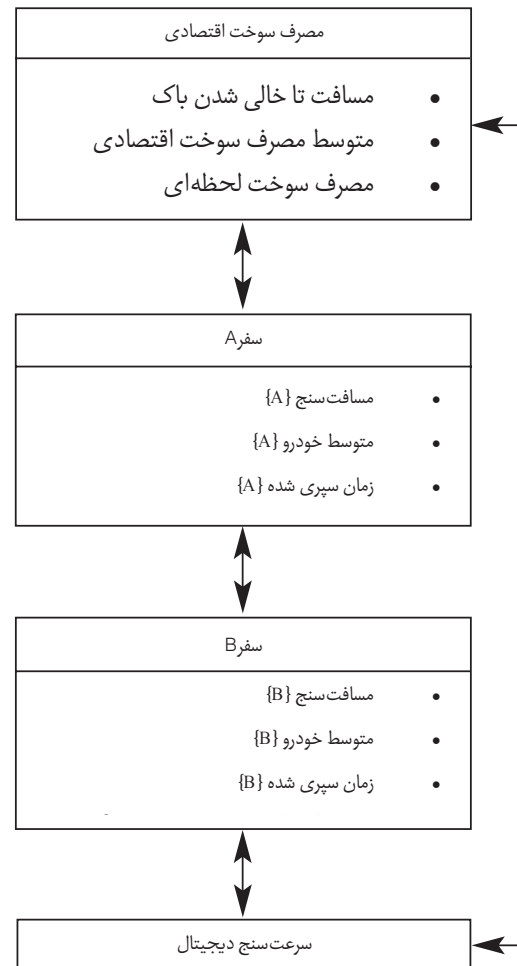 مصرف سوخت اقتصادی
• مسافت تا خالی شدن باک
• متوسط مصرف سوخت اقتصادی
• مصرف سوخت لحظه‌ای
سفرA
• مسافت‌سنج {A}
• متوسط خودرو {A}
• زمان سپری شده {A}
سفرB
• مسافت‌سنج {B}
• متوسط خودرو {B}
• زمان سپری شده {B}
سرعت‌سنج دیجیتال